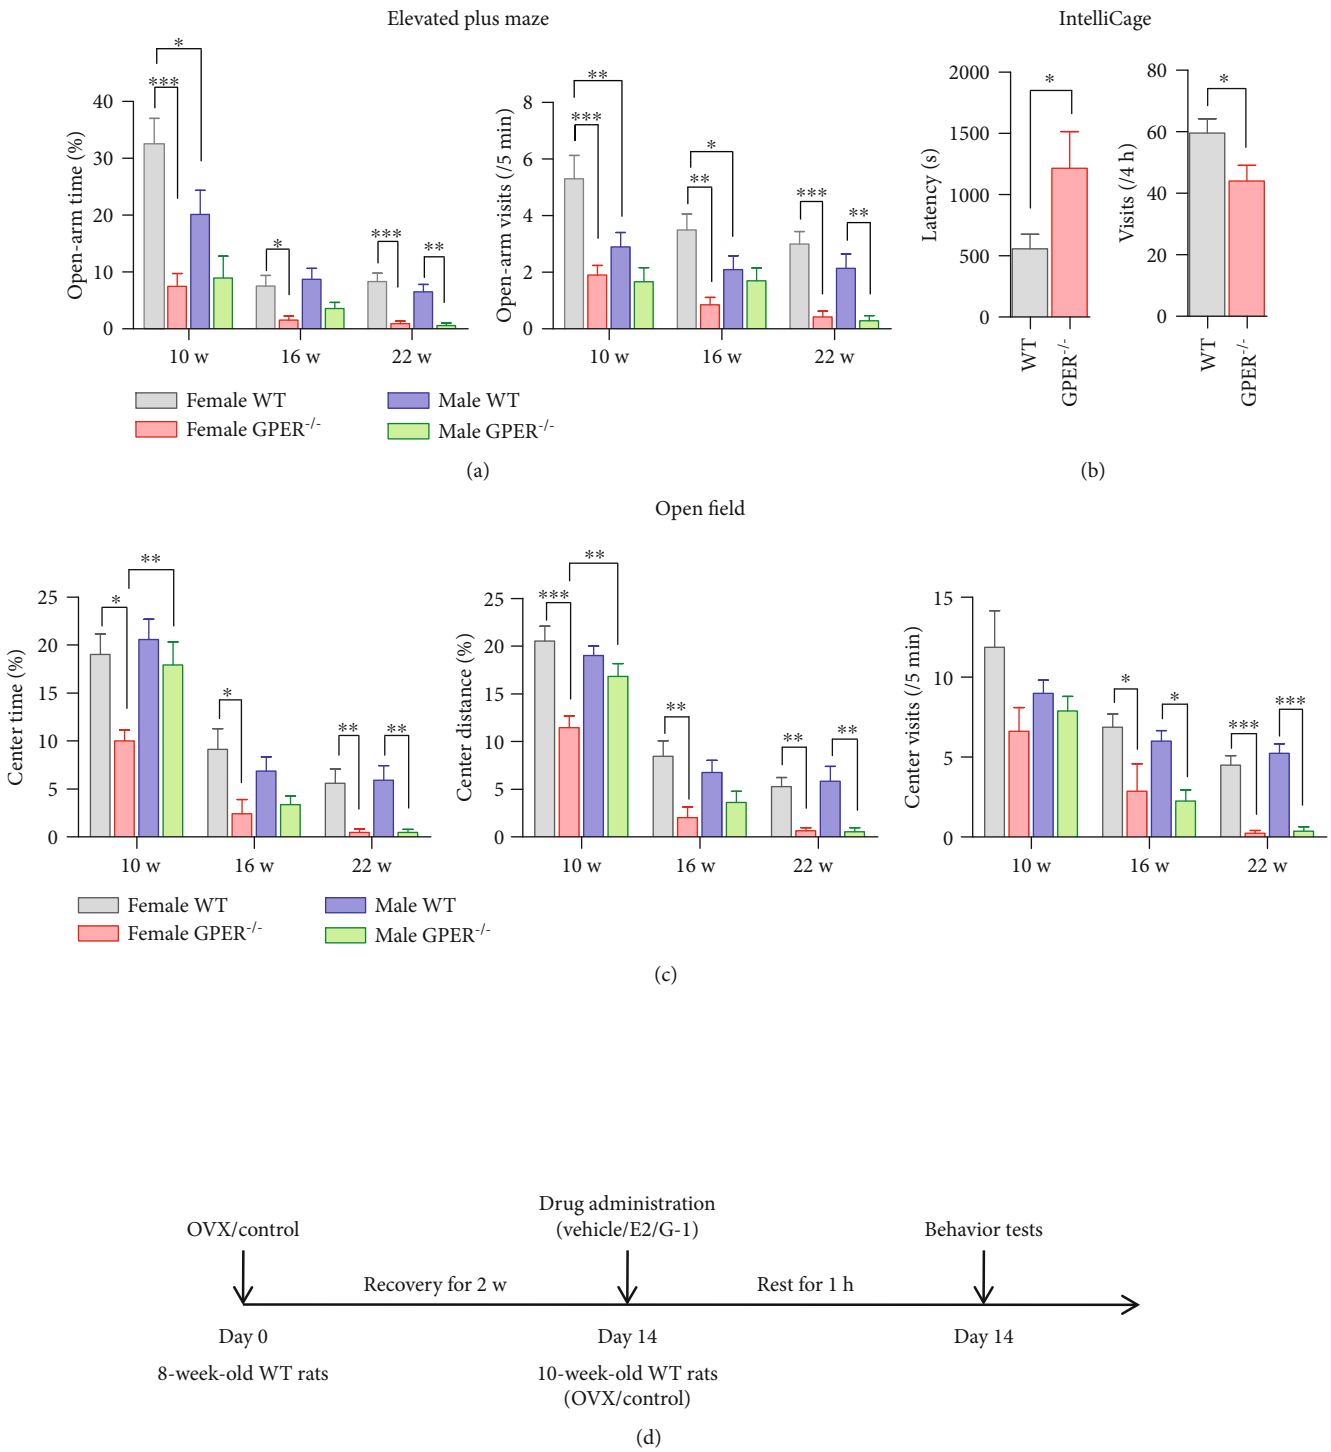 Elevated plus maze
IntelliCage
Open-arm time (%)
40
30
20
10
0
*
***
*
***
**
10 w
16 w
22 w
Open-arm visits (/5 min)
8
6
4
2
0
**
***
*
**
***
**
10 w
16 w
22 w
Female WT
Male WT
Female GPER-/-
Male GPER-/-
(a)
Latency (s)
2000
1500
1000
500
0
*
WT
GPER-/-
Visits (/4 h)
80
60
40
20
0
*
WT
GPER-/-
(b)
Open field
Center time (%)
25
20
15
10
5
0
**
*
*
**
**
10 w
16 w
22 w
Center distance (%)
25
20
15
10
5
0
**
***
**
**
**
10 w
16 w
22 w
Center visits (/5 min)
15
10
5
0
*
*
***
***
10 w
16 w
22 w
Female WT
Male WT
Female GPER-/-
Male GPER-/-
(c)
OVX/control
Drug administration
(vehicle/E2/G-1)
Behavior tests
Recovery for 2 w
Rest for 1 h
Day 0
Day 14
Day 14
8-week-old WT rats
10-week-old WT rats
(OVX/control)
(d)